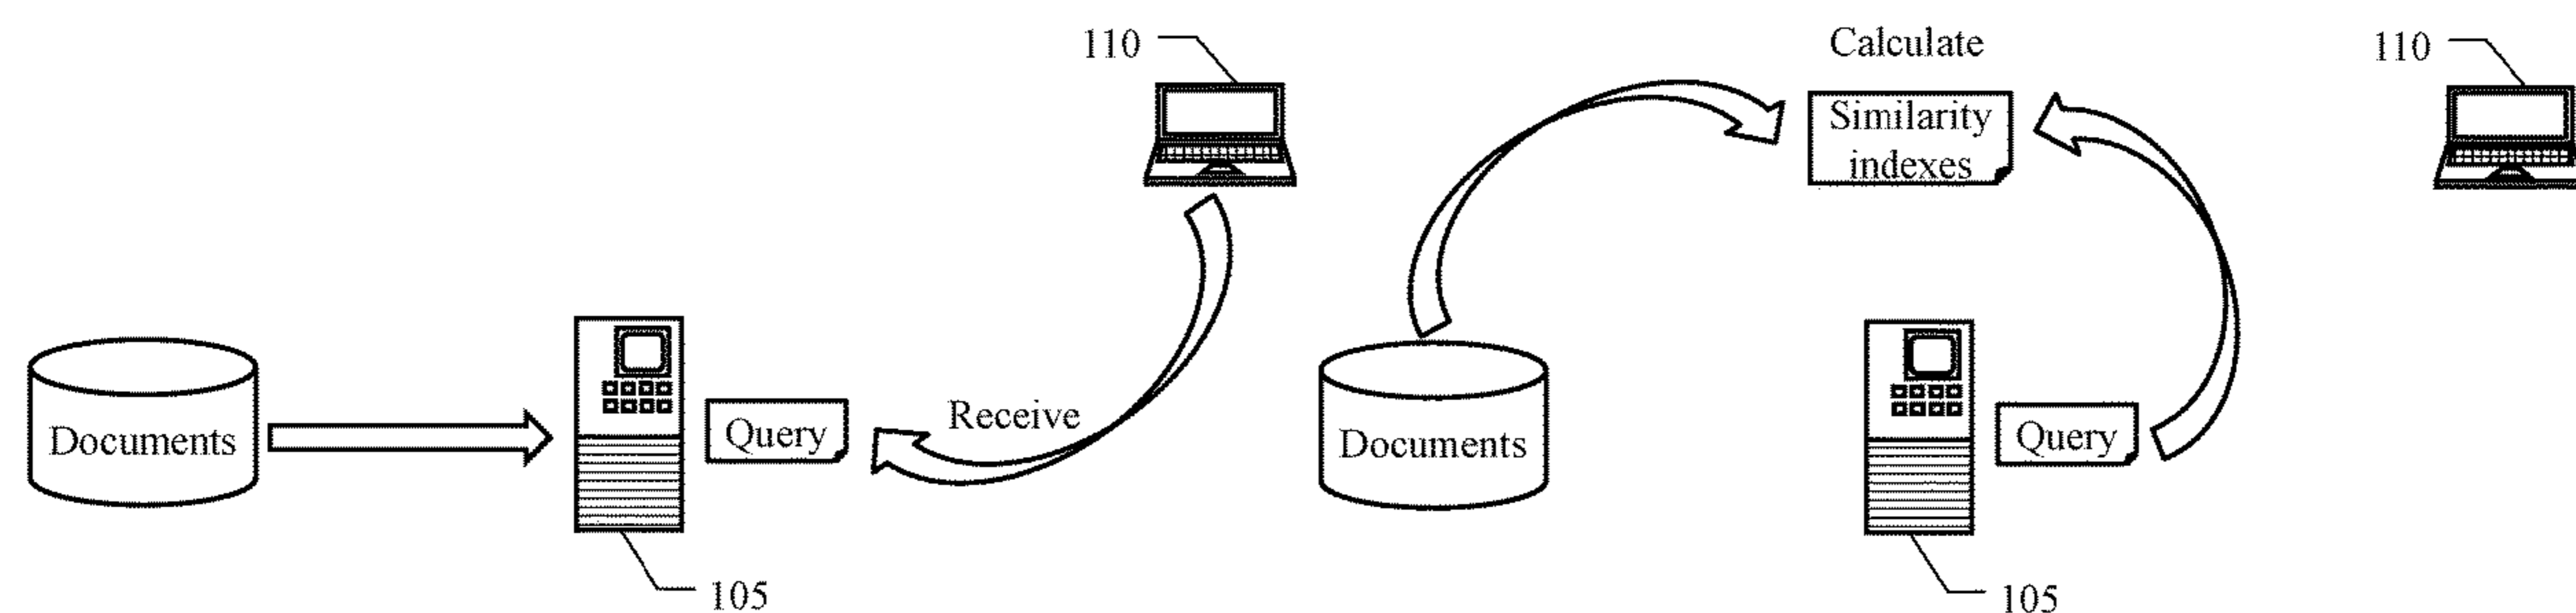 110
Documents
Query
Receive
105
Calculate
Similarity
indexes
110
Documents
Query
105